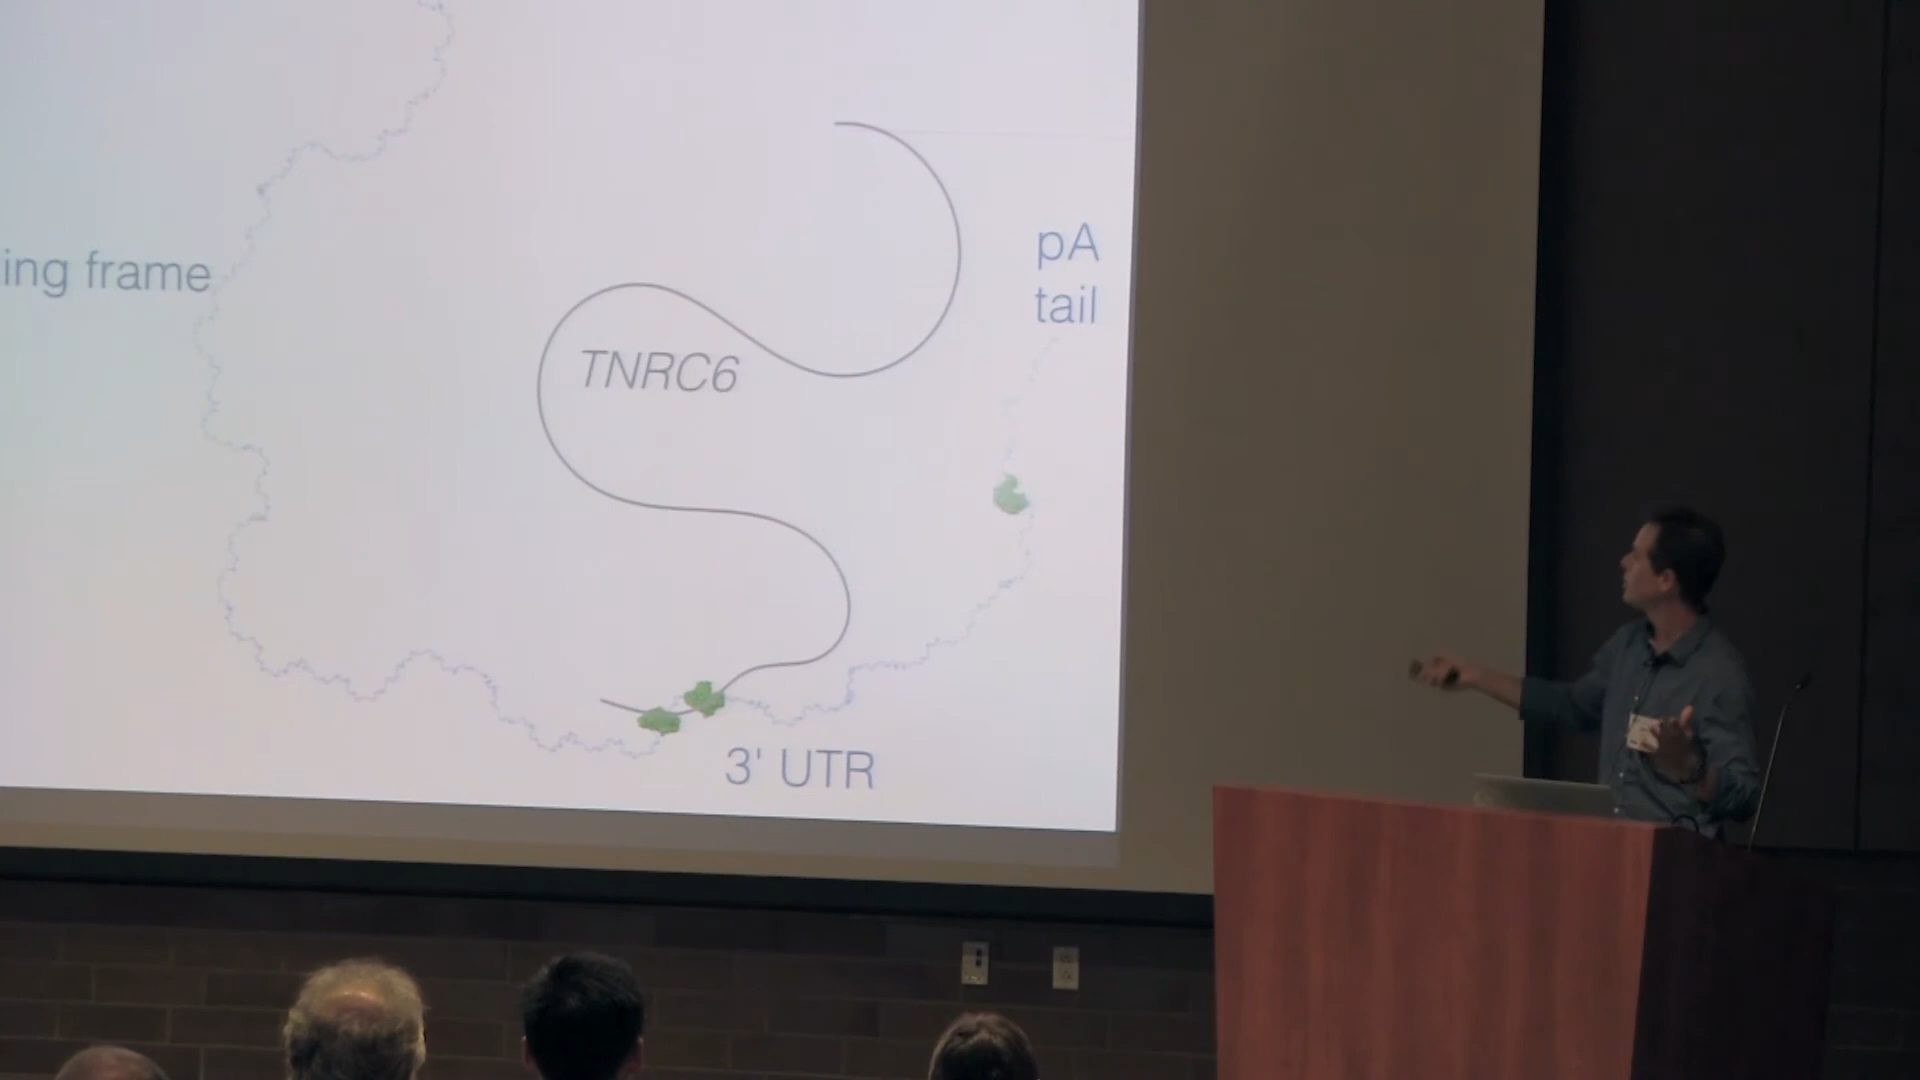 ing frame
pA
tail
TNRC6
3' UTR